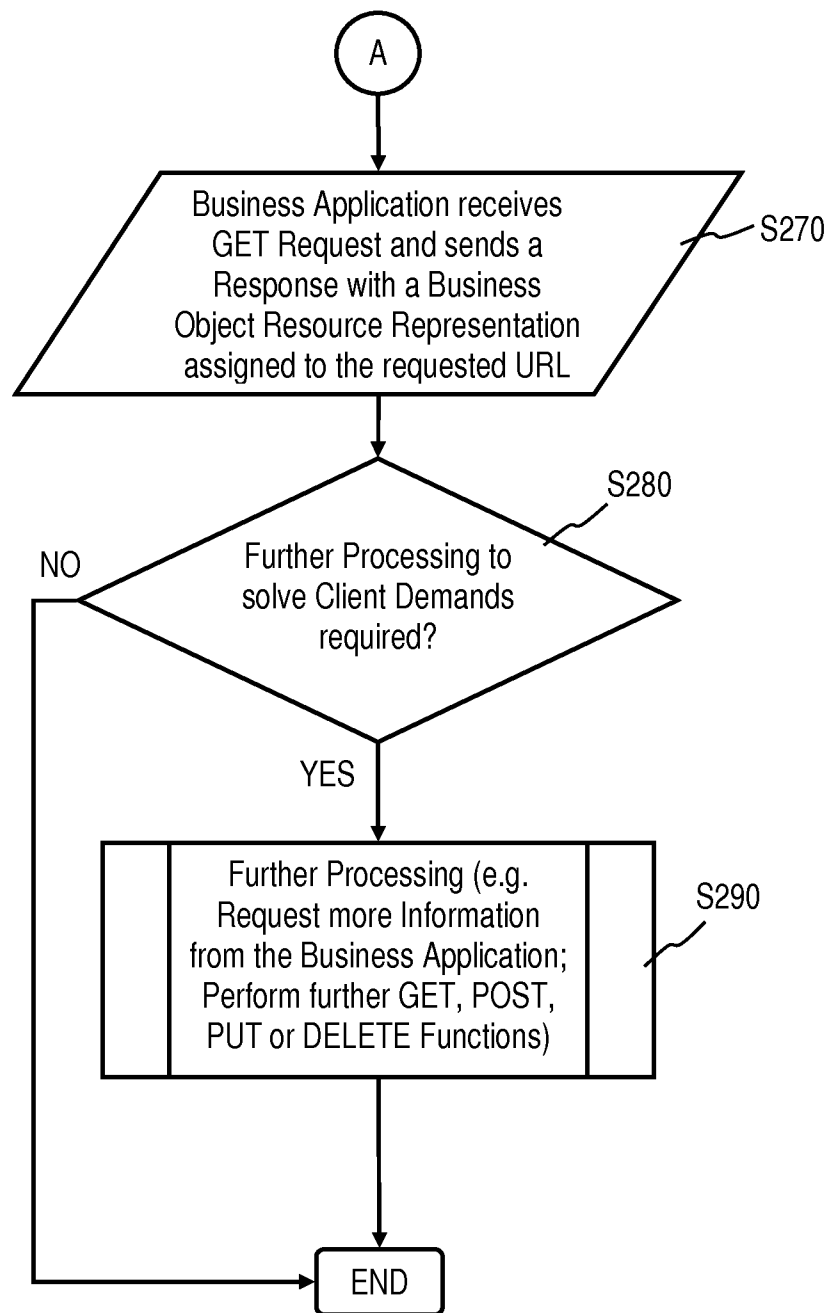 A
Business Application receives
GET Request and sends a
Response with a Business
Object Resource Representation
assigned to the requested URL
S270
S280
Further Processing to
solve Client Demands
required?
NO
YES
Further Processing (e.g.
Request more Information
from the Business Application;
Perform further GET, POST,
PUT or DELETE Functions)
S290
END